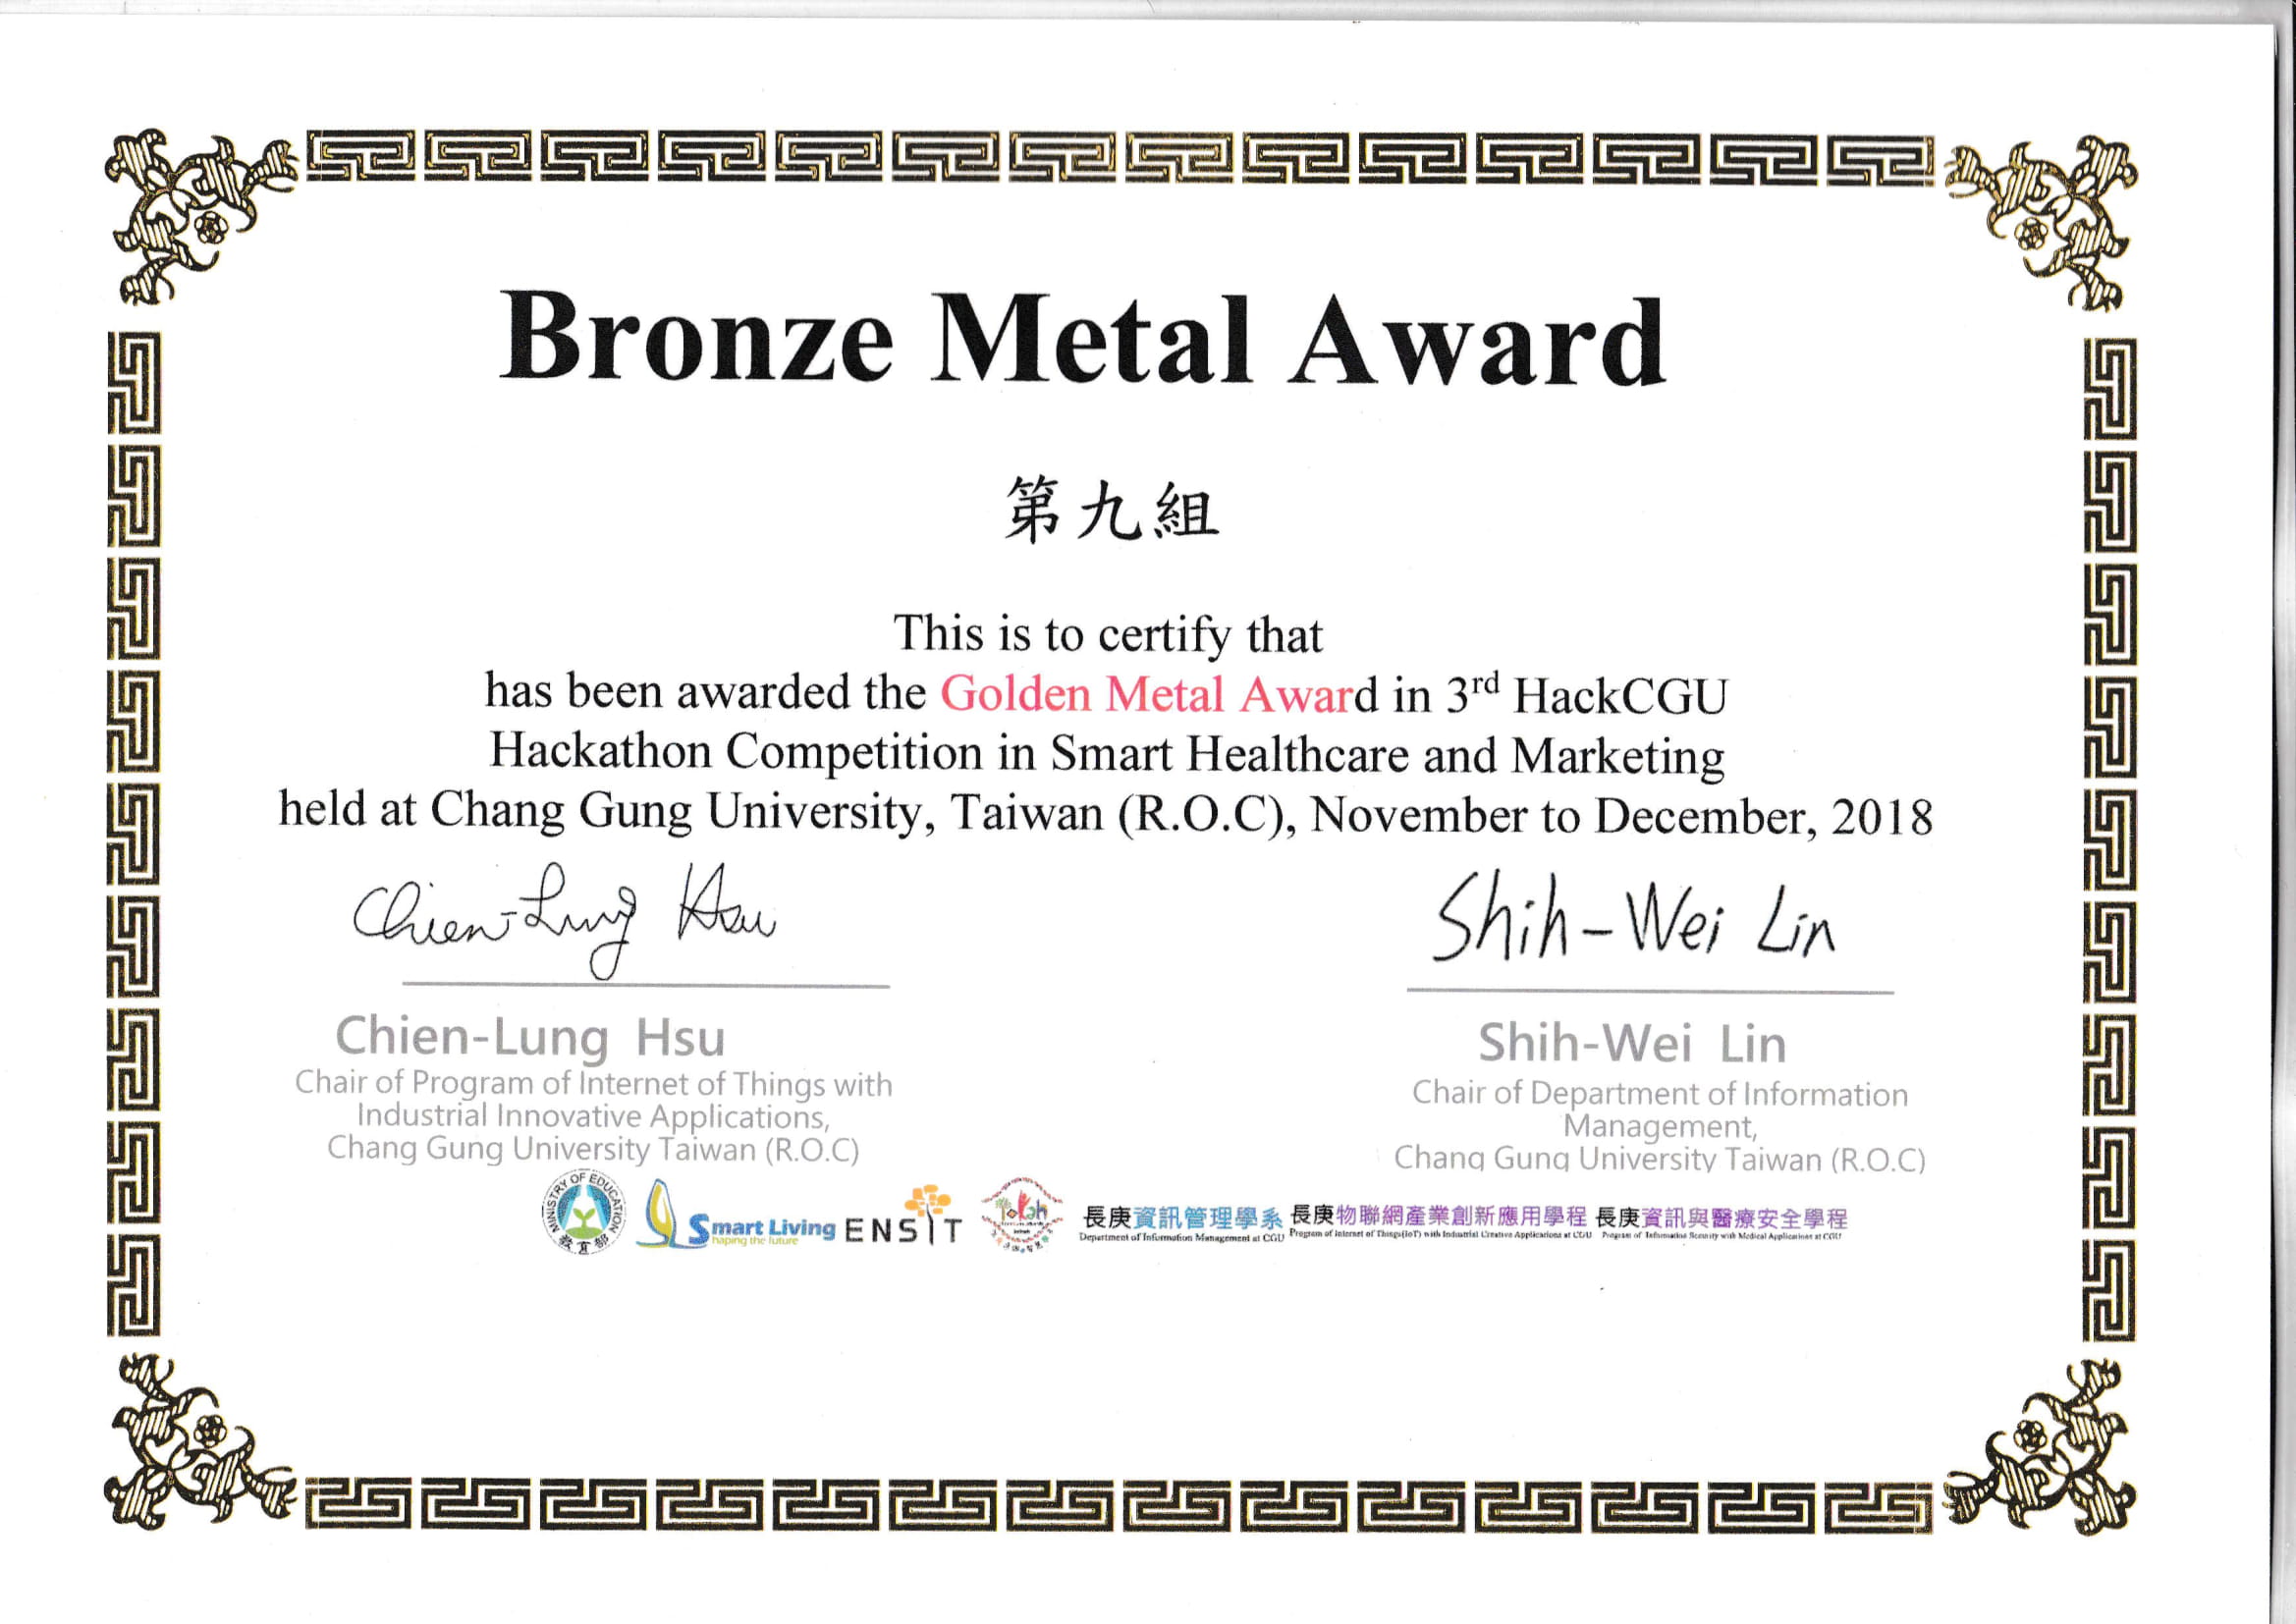 Bronze Metal Award
第九組
This is to certify that
has been awarded the Golden Metal Award in 3rd HackCGU
Hackathon Competition in Smart Healthcare and Marketing
held at Chang Gung University, Taiwan (R.O.C), November to December, 2018
Chien-Lung Hsu
Shih-Wei Lin
Chien-Lung Hsu
Chair of Program of Internet of Things with
Industrial Innovative Applications,
Chang Gung University Taiwan (R.O.C)
Shih-Wei Lin
Chair of Department of Information
Management,
Chang Gung University Taiwan (R.O.C)
MINISTRY OF EDUCATION
教育部
Smart Living
haping the future
ENSIT
長庚資訊管理學系
Department of Information Management at CGU
長庚物聯網產業創新應用學程
Program of Internet of Things(IoT) with Industrial Creative Applications at CGU
長庚資訊與醫療安全學程
Program of Information Security with Medical Applications at CGU